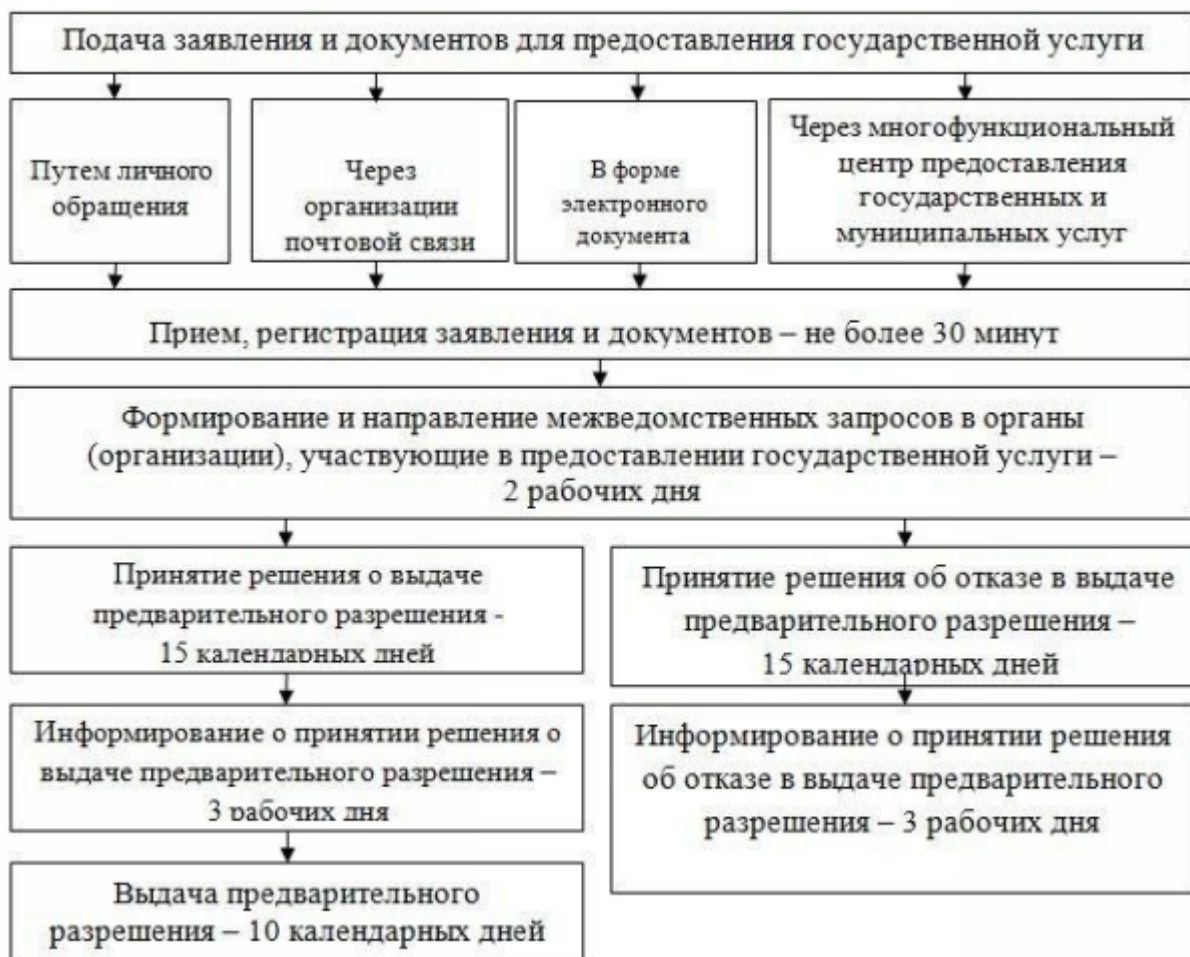 Подача заявления и документов для предоставления государственной услуги
Путем личного
обращения
Через
организации
почтовой связи
В форме
электронного
документа
Через многофункциональный
центр предоставления
государственных и
муниципальных услуг
Прием, регистрация заявления и документов – не более 30 минут
Формирование и направление межведомственных запросов в органы
(организации), участвующие в предоставлении государственной услуги –
2 рабочих дня
Принятие решения о выдаче
предварительного разрешения -
15 календарных дней
Принятие решения об отказе в выдаче
предварительного разрешения –
15 календарных дней
Информирование о принятии решения о
выдаче предварительного разрешения –
3 рабочих дня
Информирование о принятии решения
об отказе в выдаче предварительного
разрешения – 3 рабочих дня
Выдача предварительного
разрешения – 10 календарных дней